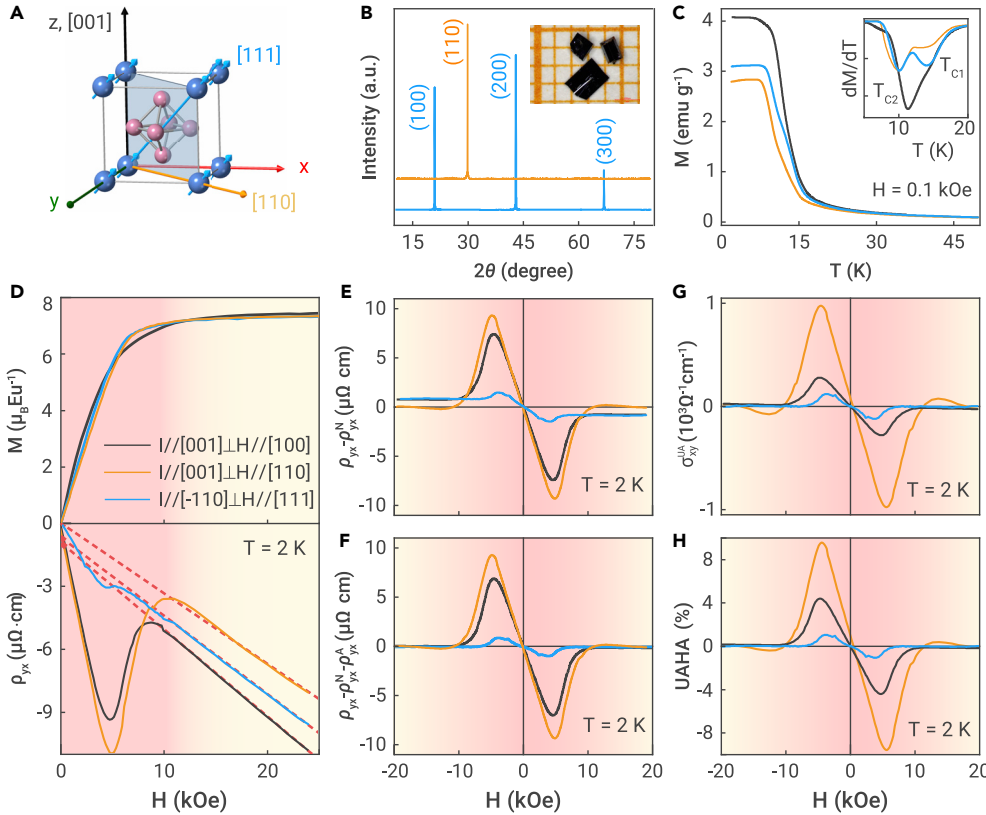 A
z, [001]
[111]
x
y
[110]
B
Intensity (a.u.)
(100)
(110)
(200)
(300)
15
30
45
60
75
2θ (degree)
C
M (emu g⁻¹)
4
3
2
1
0
0
15
30
45
T (K)
H = 0.1 kOe
dM/dT
T_C1
T_C2
10
20
T (K)
D
M (μ_BEu⁻¹)
8
6
4
2
0
I//[001]⊥H//[100]
I//[001]⊥H//[110]
I//[-110]⊥H//[111]
T = 2 K
ρ_yx (μΩ·cm)
-3
-6
-9
0
10
20
H (kOe)
E
ρ_yx-ρ_yx^N (μΩ cm)
10
5
0
-5
-10
T = 2 K
F
ρ_yx-ρ_yx^N-ρ_yx^A (μΩ cm)
10
5
0
-5
-10
T = 2 K
-20
-10
0
10
20
H (kOe)
G
σ_xy^UA (10³Ω⁻¹cm⁻¹)
1
0
-1
T = 2 K
H
UAHA (%)
8
4
0
-4
-8
T = 2 K
-20
-10
0
10
20
H (kOe)